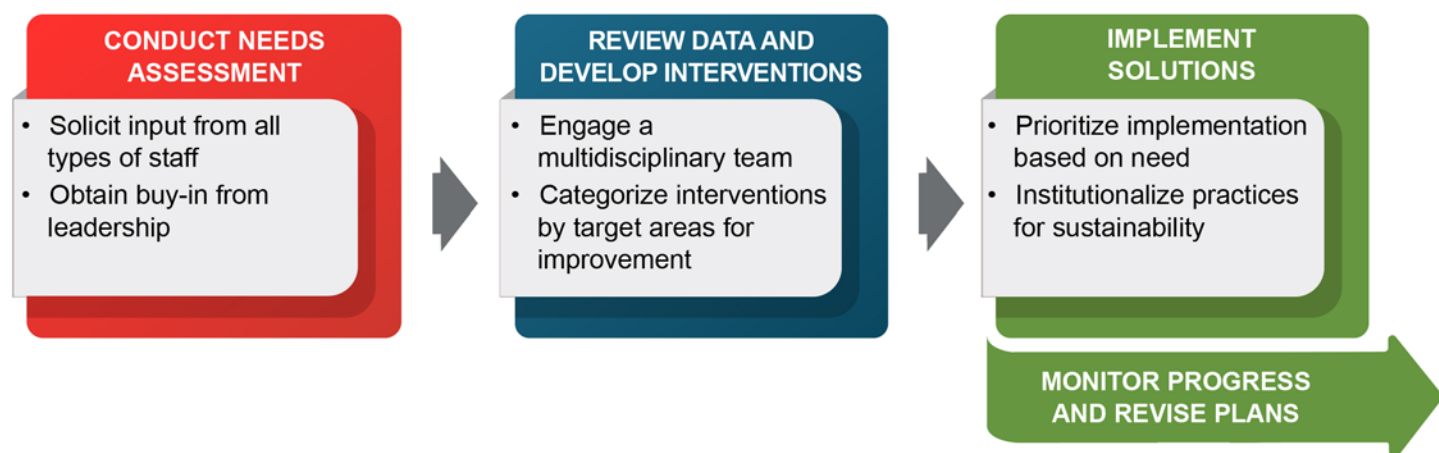 CONDUCT NEEDS
ASSESSMENT
• Solicit input from all
types of staff
• Obtain buy-in from
leadership
REVIEW DATA AND
DEVELOP INTERVENTIONS
• Engage a
multidisciplinary team
• Categorize interventions
by target areas for
improvement
IMPLEMENT
SOLUTIONS
• Prioritize implementation
based on need
• Institutionalize practices
for sustainability
MONITOR PROGRESS
AND REVISE PLANS